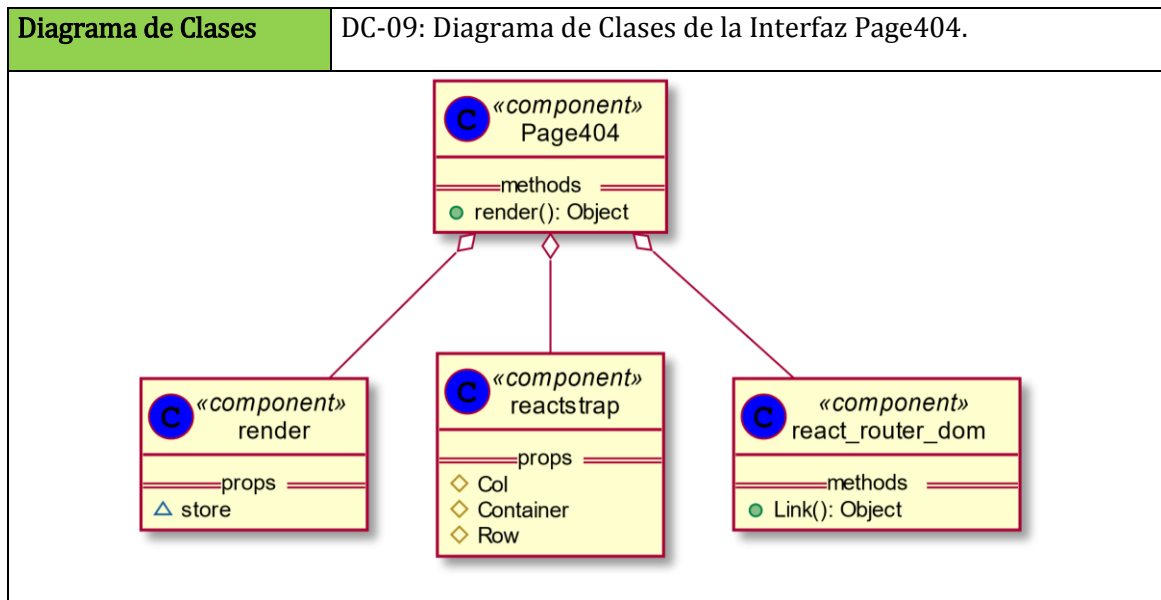 Diagrama de Clases
DC-09: Diagrama de Clases de la Interfaz Page404.
C
«component»
Page404
methods
render(): Object
C
«component»
render
props
store
C
«component»
reactstrap
props
Col
Container
Row
C
«component»
react_router_dom
methods
Link(): Object